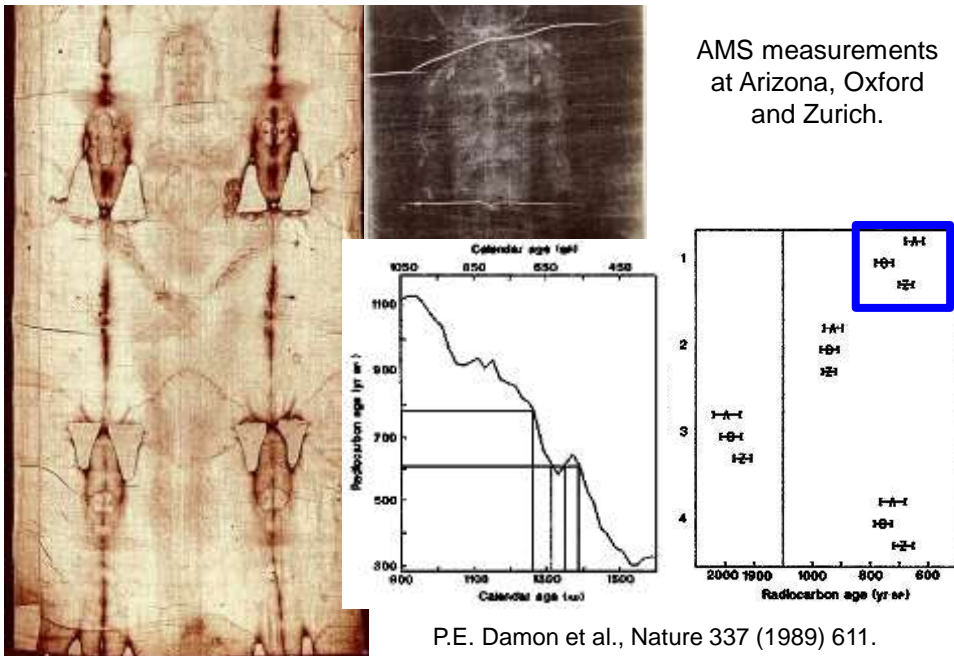 AMS measurements
at Arizona, Oxford
and Zurich.
Calendar age (BP)
1050 850 650 450
1100
900
700
500
300
Radiocarbon age (yr BP)
900 1100 1300 1500
Calendar age (AD)
1
A
O
Z
2
A
O
Z
3
A
O
Z
4
A
O
Z
2000 1900 1000 800 600
Radiocarbon age (yr BP)
P.E. Damon et al., Nature 337 (1989) 611.